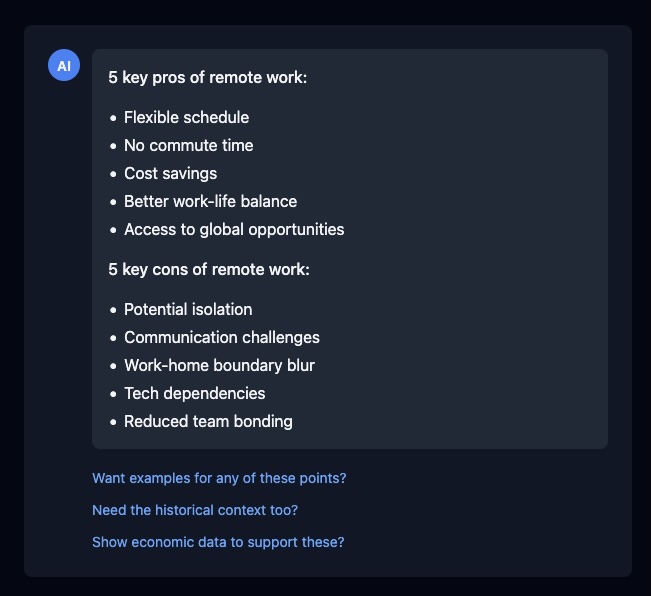 AI
5 key pros of remote work:
• Flexible schedule
• No commute time
• Cost savings
• Better work-life balance
• Access to global opportunities
5 key cons of remote work:
• Potential isolation
• Communication challenges
• Work-home boundary blur
• Tech dependencies
• Reduced team bonding
Want examples for any of these points?
Need the historical context too?
Show economic data to support these?